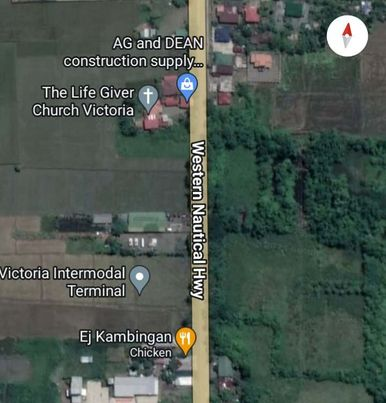 AG and DEAN
construction supply...
The Life Giver
Church Victoria
Western Nautical Hwy
Victoria Intermodal
Terminal
Ej Kambingan
Chicken